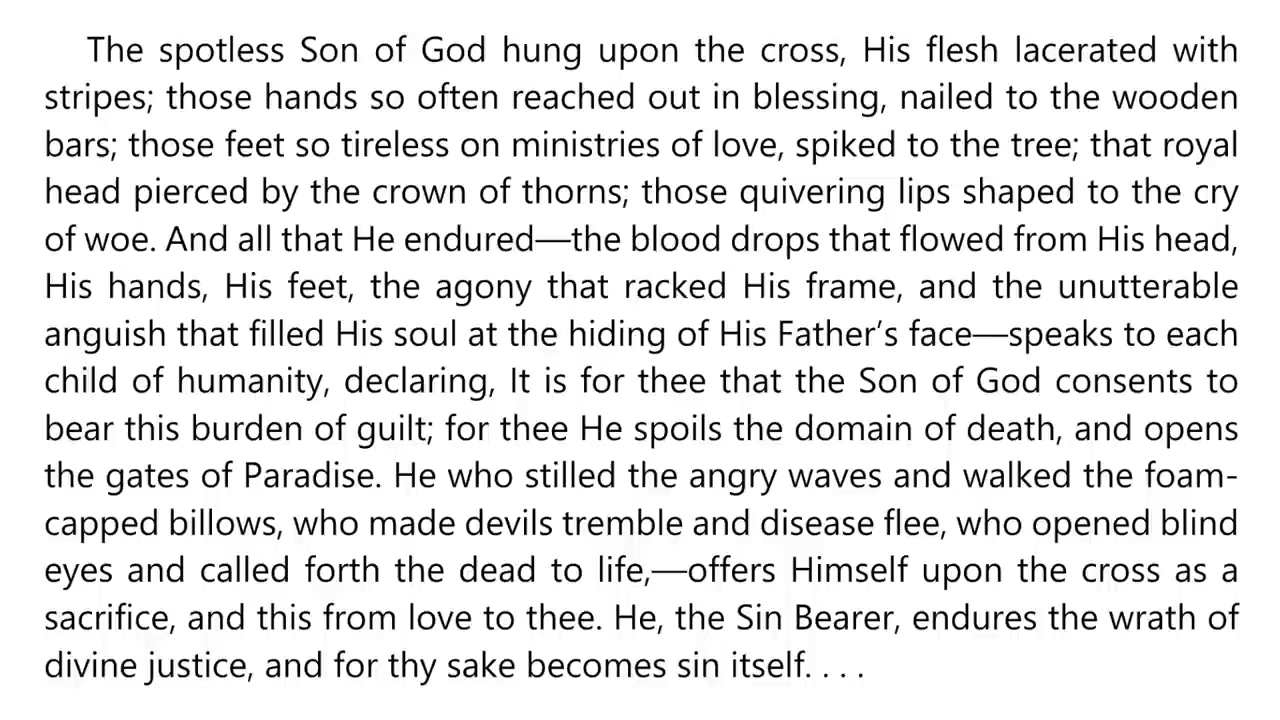 The spotless Son of God hung upon the cross, His flesh lacerated with
stripes; those hands so often reached out in blessing, nailed to the wooden
bars; those feet so tireless on ministries of love, spiked to the tree; that royal
head pierced by the crown of thorns; those quivering lips shaped to the cry
of woe. And all that He endured—the blood drops that flowed from His head,
His hands, His feet, the agony that racked His frame, and the unutterable
anguish that filled His soul at the hiding of His Father’s face—speaks to each
child of humanity, declaring, It is for thee that the Son of God consents to
bear this burden of guilt; for thee He spoils the domain of death, and opens
the gates of Paradise. He who stilled the angry waves and walked the foam-
capped billows, who made devils tremble and disease flee, who opened blind
eyes and called forth the dead to life,—offers Himself upon the cross as a
sacrifice, and this from love to thee. He, the Sin Bearer, endures the wrath of
divine justice, and for thy sake becomes sin itself. . . .